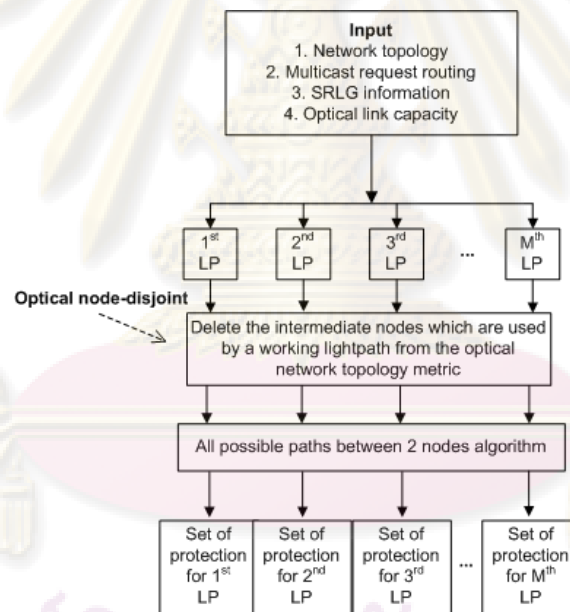 Input
1. Network topology
2. Multicast request routing
3. SRLG information
4. Optical link capacity
1st LP
2nd LP
3rd LP
...
Mth LP
Optical node-disjoint
Delete the intermediate nodes which are used
by a working lightpath from the optical
network topology metric
All possible paths between 2 nodes algorithm
Set of
protection
for 1st
LP
Set of
protection
for 2nd
LP
Set of
protection
for 3rd
LP
...
Set of
protection
for Mth
LP